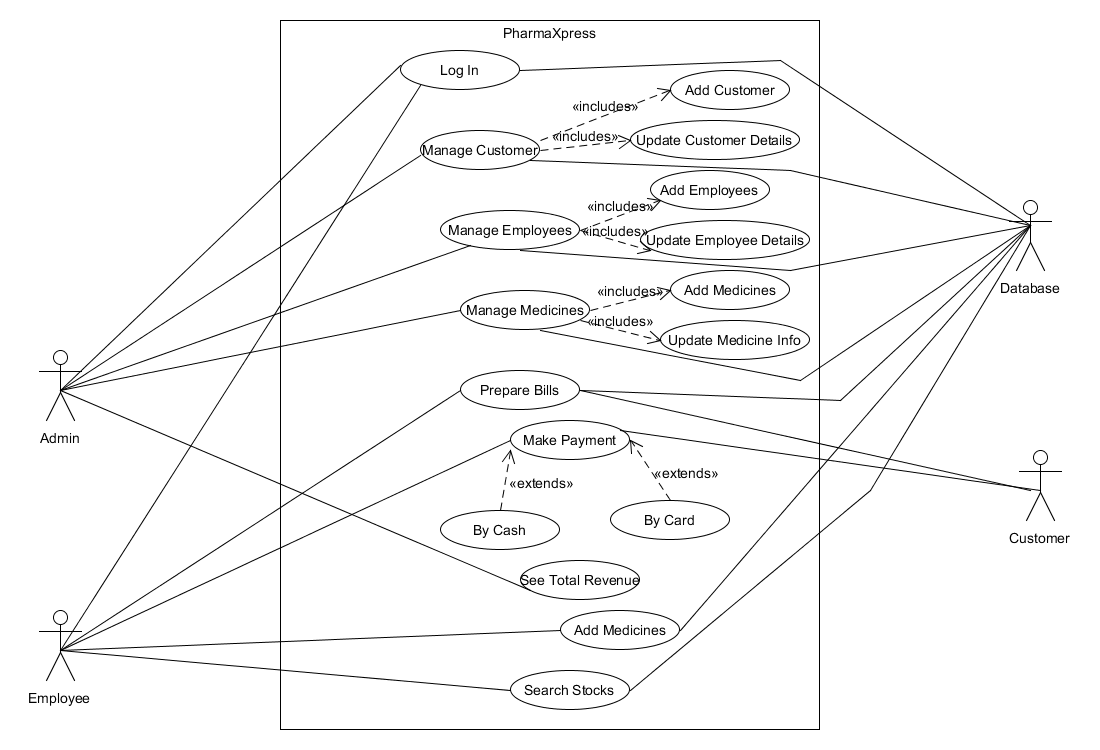 PharmaXpress
Log In
Add Customer
«includes»
«includes»
Update Customer Details
Manage Customer
Add Employees
«includes»
Manage Employees
«includes»
Update Employee Details
Add Medicines
«includes»
Manage Medicines
«includes»
Update Medicine Info
Database
Prepare Bills
Admin
Make Payment
«extends»
«extends»
By Cash
By Card
Customer
See Total Revenue
Add Medicines
Employee
Search Stocks